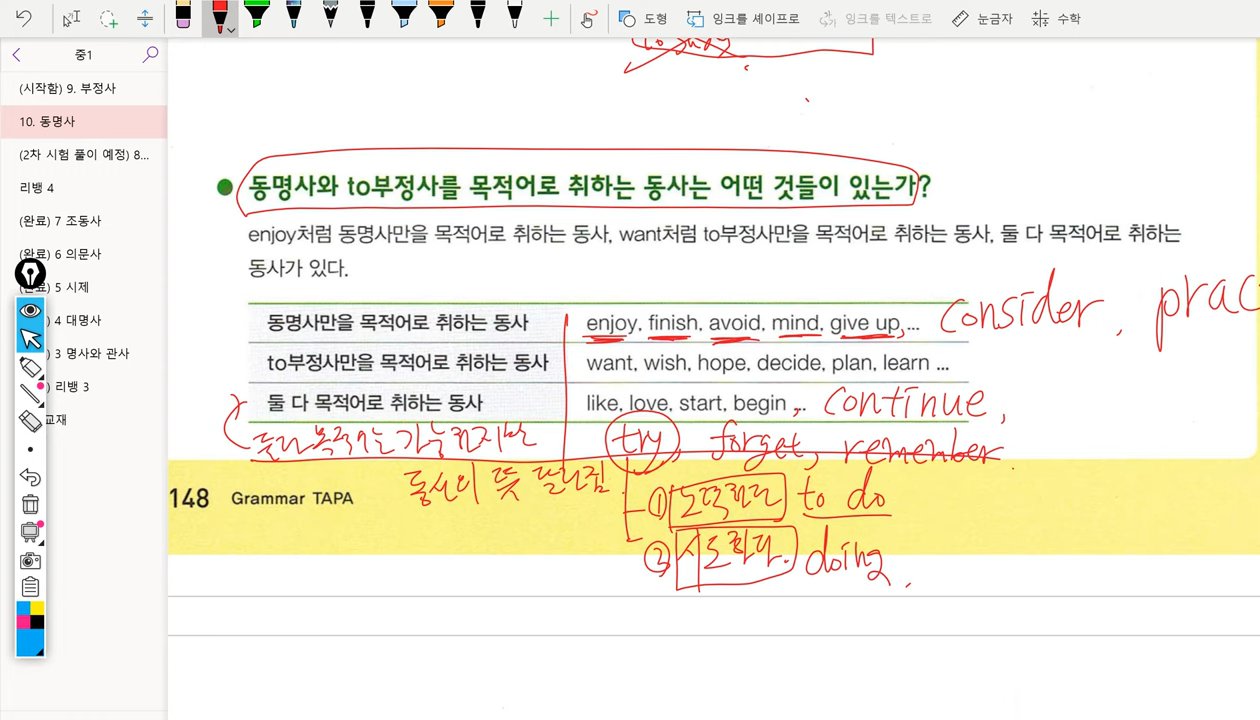 도형 잉크를 셰이프로 잉크를 텍스트로 눈금자 수학
중1
(시작함) 9. 부정사
10. 동명사
(2차 시험 풀이 예정) 8...
리뱅 4
(완료) 7 조동사
(완료) 6 의문사
5 시제
) 4 대명사
) 3 명사와 관사
) 리뱅 3
교재
동명사와 to부정사를 목적어로 취하는 동사는 어떤 것들이 있는가?
enjoy처럼 동명사만을 목적어로 취하는 동사, want처럼 to부정사만을 목적어로 취하는 동사, 둘 다 목적어로 취하는
동사가 있다.
동명사만을 목적어로 취하는 동사 enjoy, finish, avoid, mind, give up, ... consider, prac
to부정사만을 목적어로 취하는 동사 want, wish, hope, decide, plan, learn ...
둘 다 목적어로 취하는 동사 like, love, start, begin ... continue,
둘다 목적어는 가능하지만 try, forget, remember
동사의 뜻 달라짐
① 노력한다 to do
② 시도하다. doing
148 Grammar TAPA